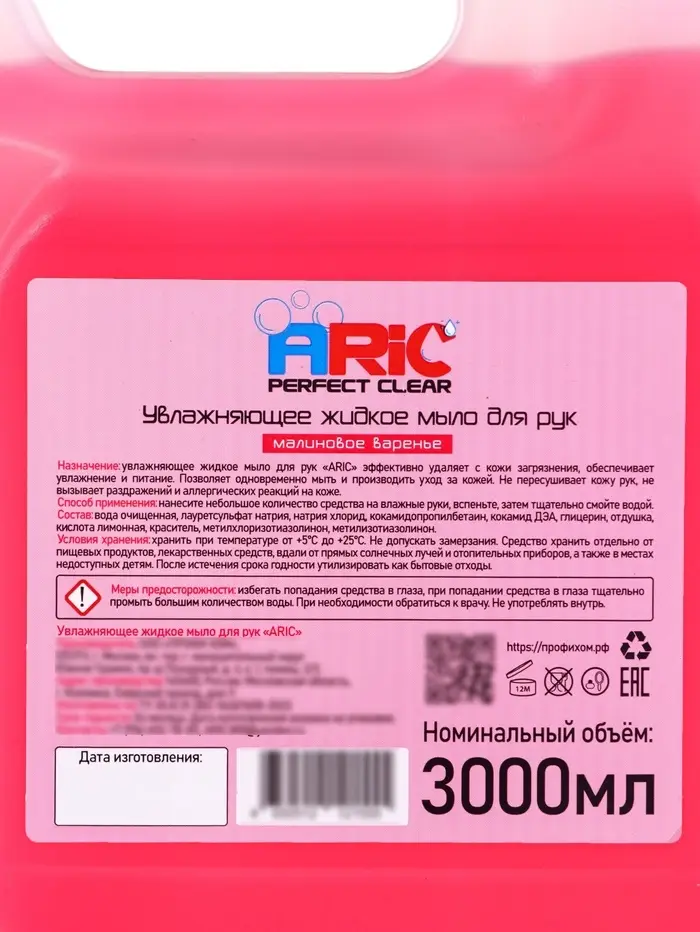 ARiC
PERFECT CLEAR
Увлажняющее жидкое мыло для рук
малиновое варенье
Назначение: увлажняющее жидкое мыло для рук «ARIC» эффективно удаляет с кожи загрязнения, обеспечивает
увлажнение и питание. Позволяет одновременно мыть и производить уход за кожей. Не пересушивает кожу рук, не
вызывает раздражений и аллергических реакций на коже.
Способ применения: нанесите небольшое количество средства на влажные руки, вспеньте, затем тщательно смойте водой.
Состав: вода очищенная, лауретсульфат натрия, натрия хлорид, кокамидопропилбетаин, кокамид ДЭА, глицерин, отдушка,
кислота лимонная, краситель, метилхлоризотиазолинон, метилизотиазолинон.
Условия хранения: хранить при температуре от +5°С до +25°С. Не допускать замерзания. Средство хранить отдельно от
пищевых продуктов, лекарственных средств, вдали от прямых солнечных лучей и отопительных приборов, а также в местах
недоступных детям. После истечения срока годности утилизировать как бытовые отходы.
Меры предосторожности: избегать попадания средства в глаза, при попадании средства в глаза тщательно
промыть большим количеством воды. При необходимости обратиться к врачу. Не употреблять внутрь.
Увлажняющее жидкое мыло для рук «ARIC»
https://профихом.рф
12M
EAC
Номинальный объём:
3000мл
Дата изготовления: